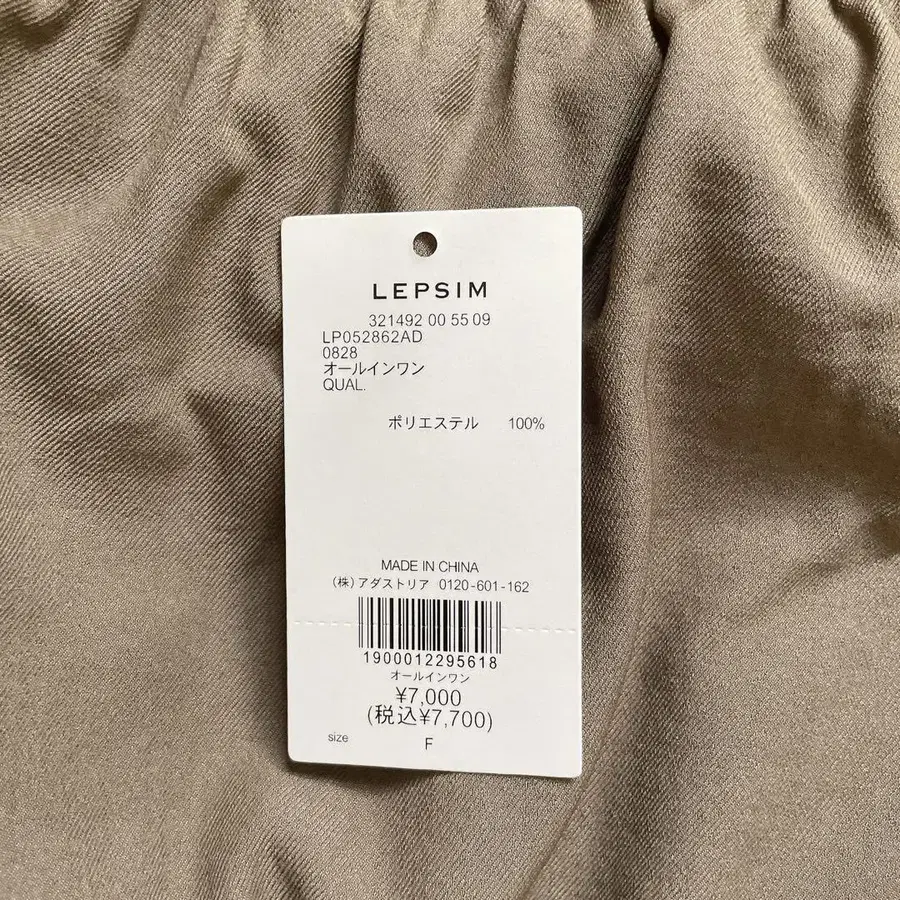 LEPSIM
321492 00 55 09
LP052862AD
0828
オールインワン
QUAL.
ポリエステル 100%
MADE IN CHINA
(株)アダストリア 0120-601-162
1900012295618
オールインワン
¥7,000
(税込¥7,700)
size F